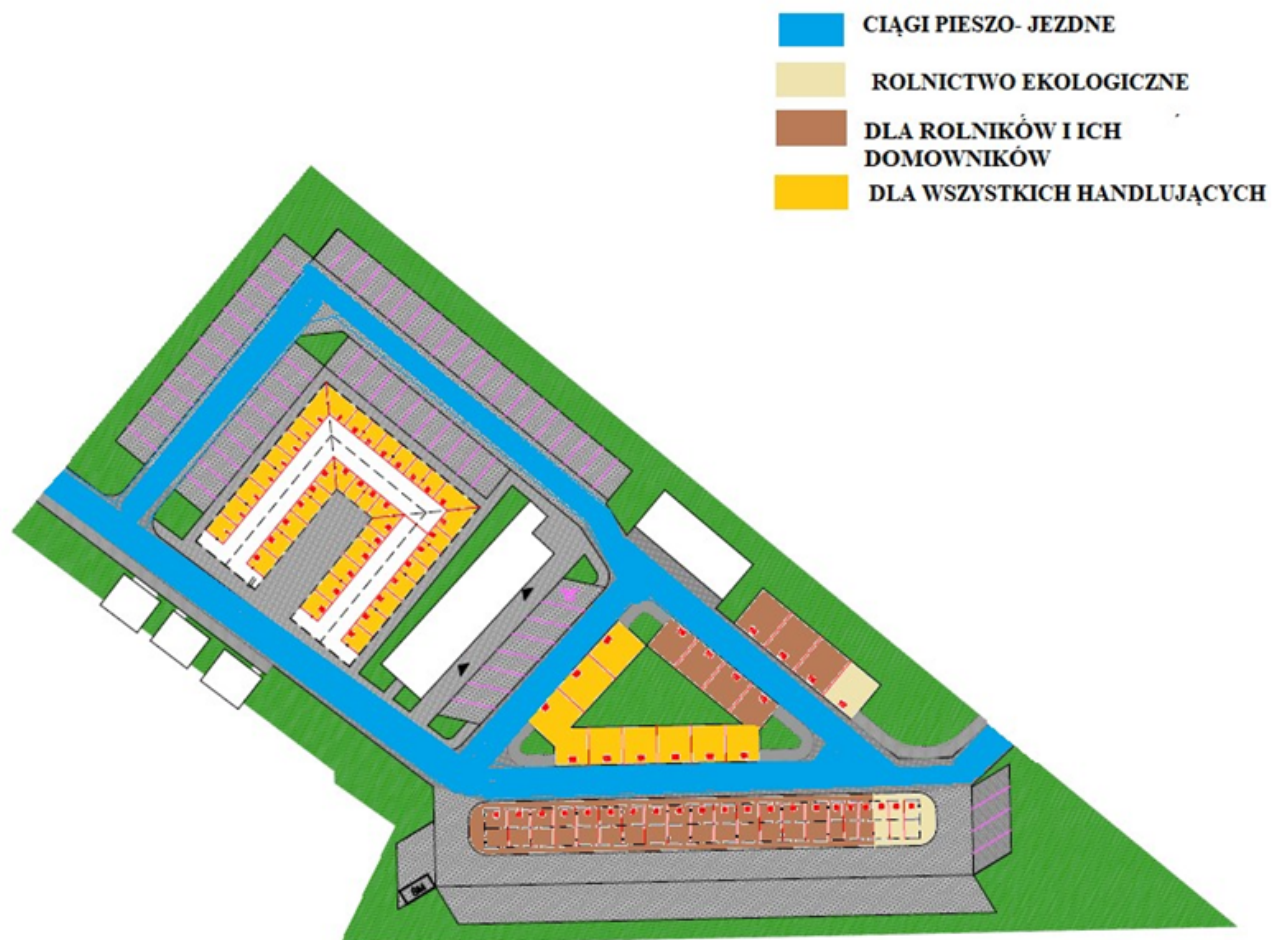 CIĄGI PIESZO- JEZDNE
ROLNICTWO EKOLOGICZNE
DLA ROLNIKÓW I ICH
DOMOWNIKÓW
DLA WSZYSTKICH HANDLUJĄCYCH